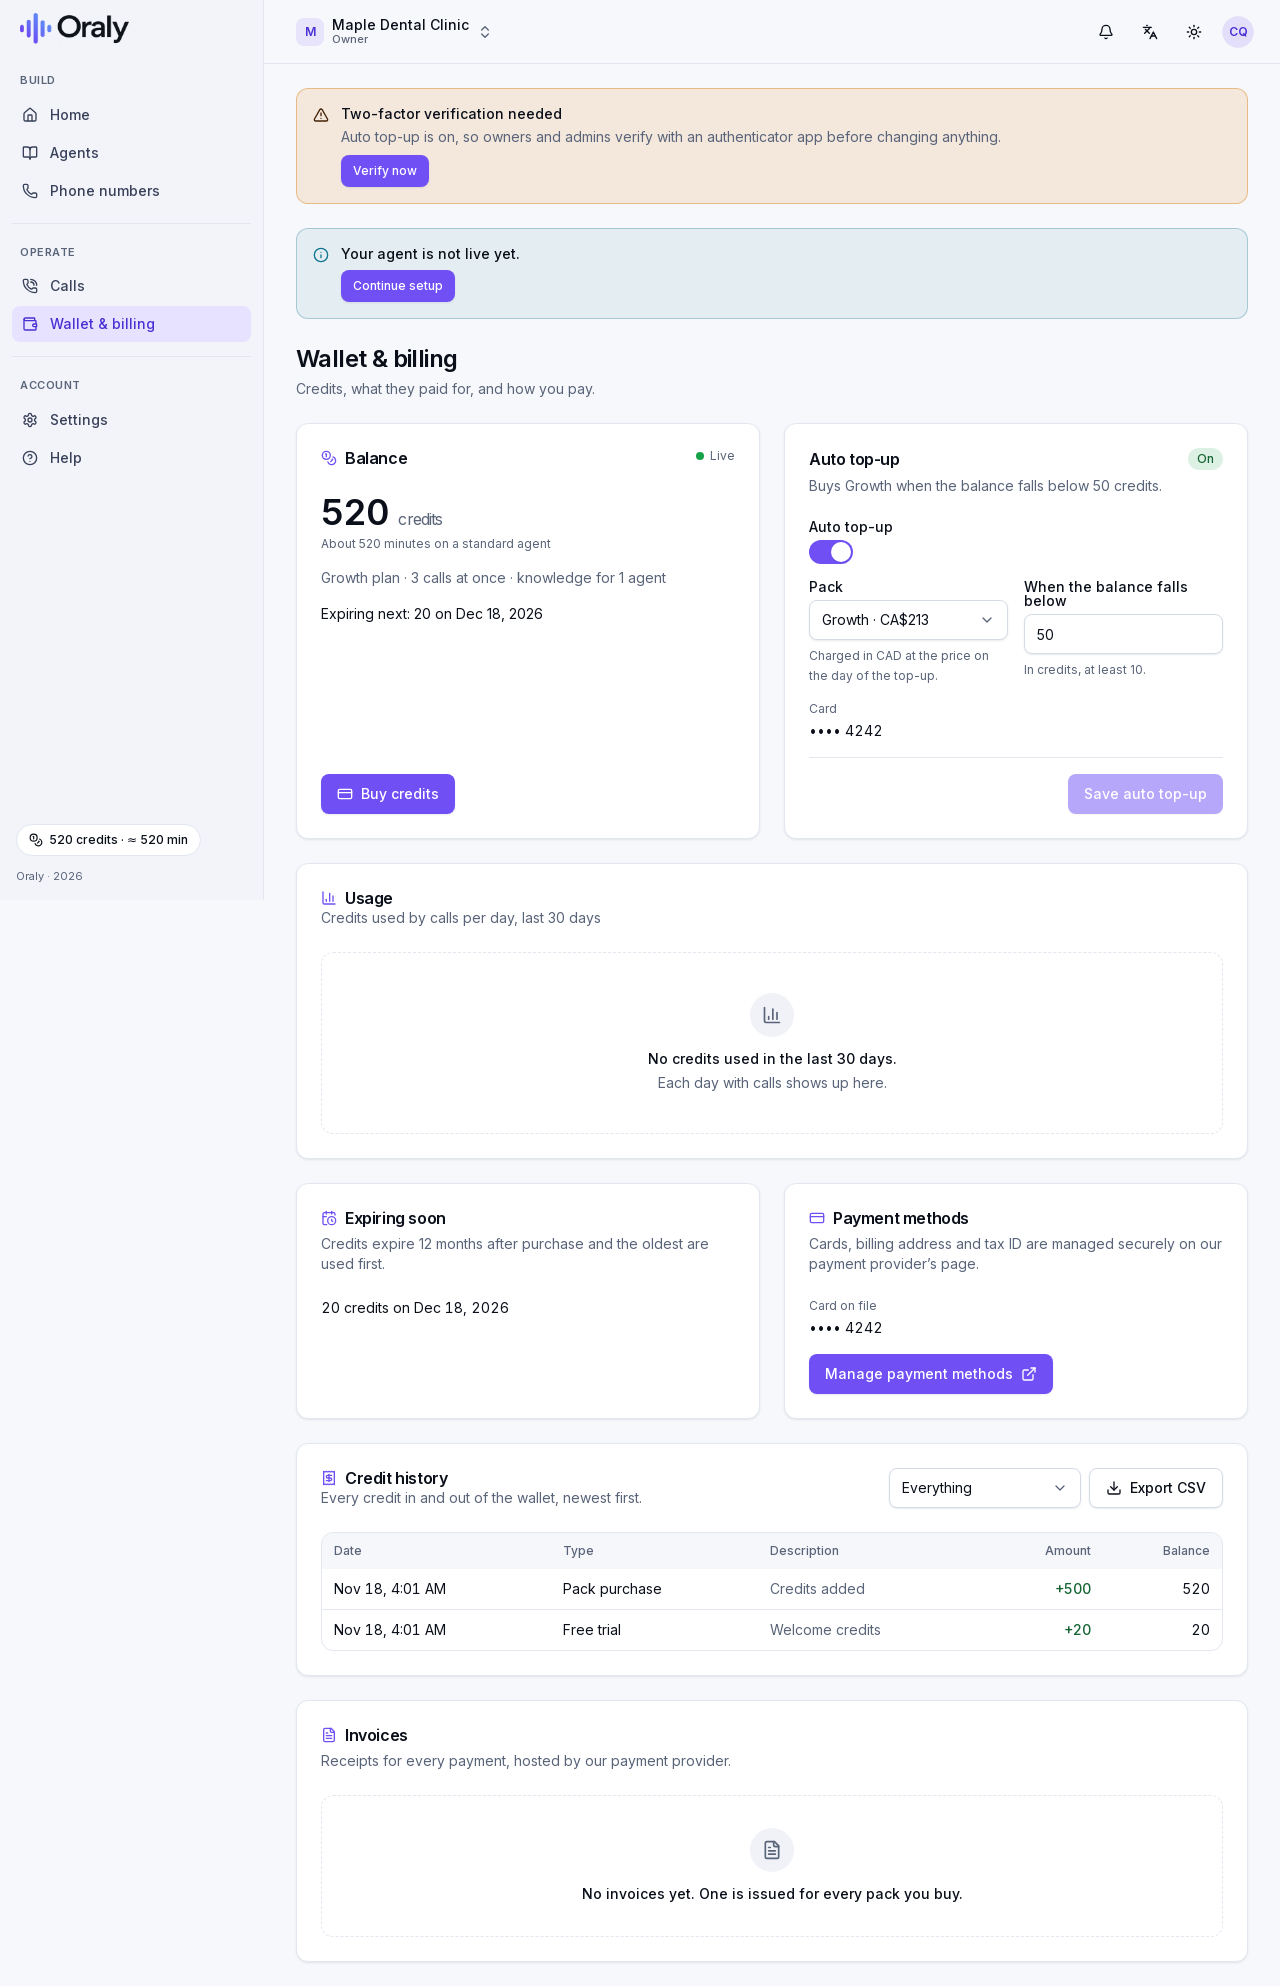 Oraly
BUILD
Home
Agents
Phone numbers
OPERATE
Calls
Wallet & billing
ACCOUNT
Settings
Help
520 credits · ≈ 520 min
Oraly · 2026
M
Maple Dental Clinic
Owner
CQ
Two-factor verification needed
Auto top-up is on, so owners and admins verify with an authenticator app before changing anything.
Verify now
Your agent is not live yet.
Continue setup
Wallet & billing
Credits, what they paid for, and how you pay.
Balance
Live
520 credits
About 520 minutes on a standard agent
Growth plan · 3 calls at once · knowledge for 1 agent
Expiring next: 20 on Dec 18, 2026
Buy credits
Auto top-up
On
Buys Growth when the balance falls below 50 credits.
Auto top-up
Pack
Growth · CA$213
Charged in CAD at the price on
the day of the top-up.
When the balance falls
below
50
In credits, at least 10.
Card
•••• 4242
Save auto top-up
Usage
Credits used by calls per day, last 30 days
No credits used in the last 30 days.
Each day with calls shows up here.
Expiring soon
Credits expire 12 months after purchase and the oldest are
used first.
20 credits on Dec 18, 2026
Payment methods
Cards, billing address and tax ID are managed securely on our
payment provider’s page.
Card on file
•••• 4242
Manage payment methods
Credit history
Every credit in and out of the wallet, newest first.
Everything
Export CSV
Date Type Description Amount Balance
Nov 18, 4:01 AM Pack purchase Credits added +500 520
Nov 18, 4:01 AM Free trial Welcome credits +20 20
Invoices
Receipts for every payment, hosted by our payment provider.
No invoices yet. One is issued for every pack you buy.